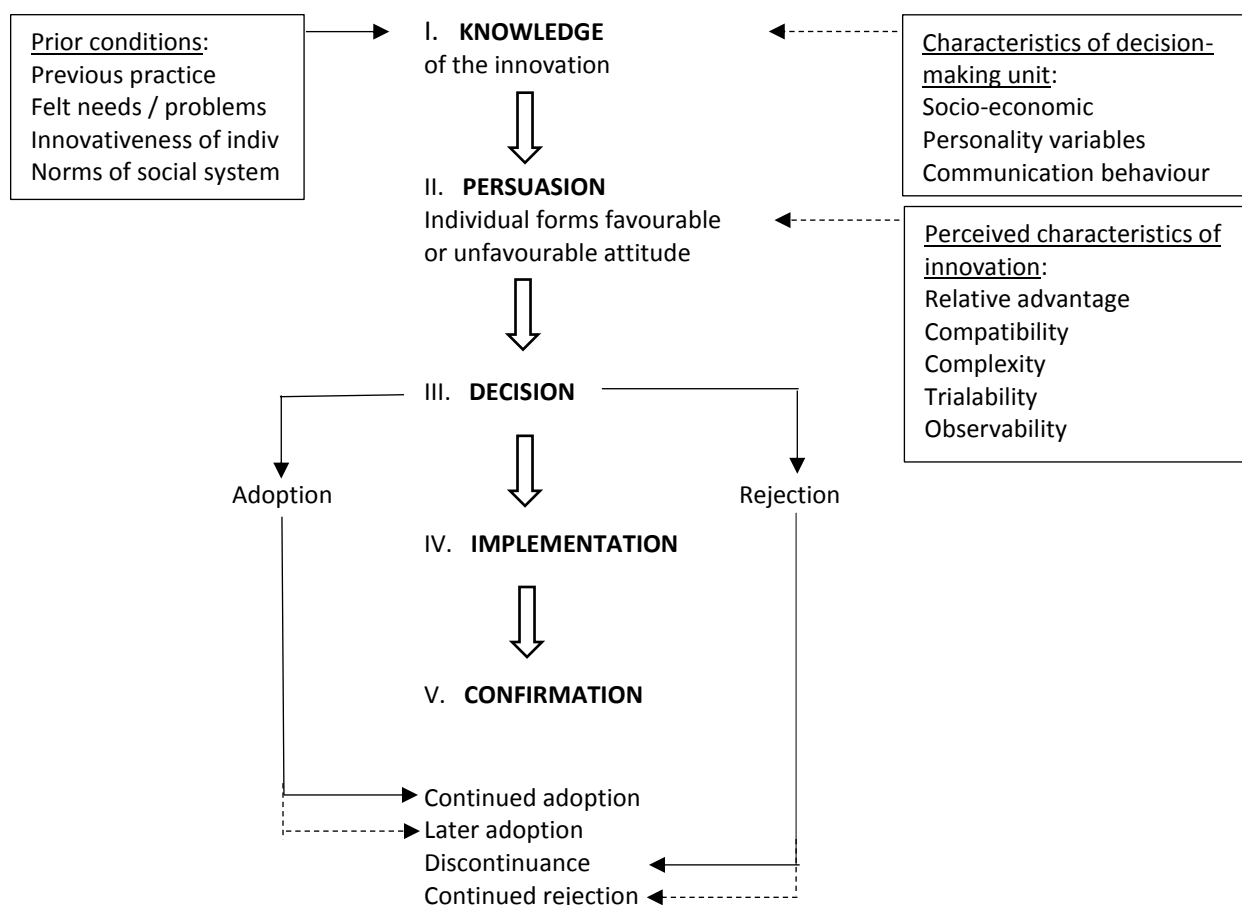 Prior conditions:
Previous practice
Felt needs / problems
Innovativeness of indiv
Norms of social system
I. KNOWLEDGE
of the innovation
Characteristics of decision-
making unit:
Socio-economic
Personality variables
Communication behaviour
II. PERSUASION
Individual forms favourable
or unfavourable attitude
Perceived characteristics of
innovation:
Relative advantage
Compatibility
Complexity
Trialability
Observability
III. DECISION
Adoption
Rejection
IV. IMPLEMENTATION
V. CONFIRMATION
Continued adoption
Later adoption
Discontinuance
Continued rejection